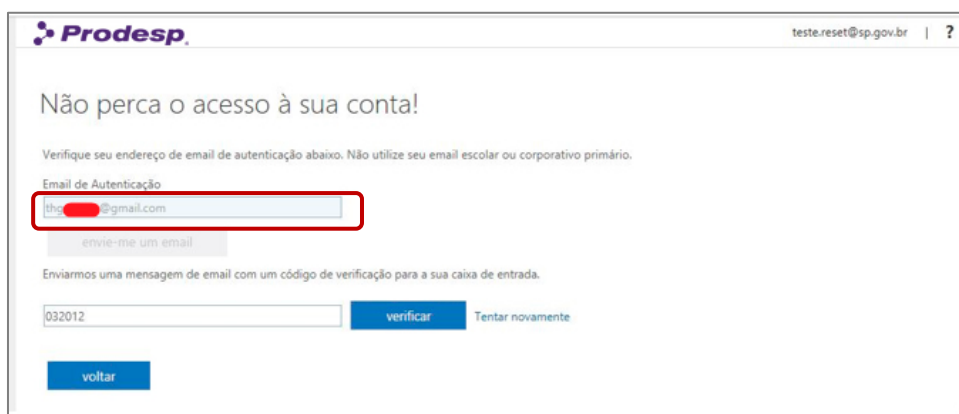 Prodesp
teste.reset@sp.gov.br | ?
Não perca o acesso à sua conta!
Verifique seu endereço de email de autenticação abaixo. Não utilize seu email escolar ou corporativo primário.
Email de Autenticação
thg @gmail.com
envie-me um email
Enviarmos uma mensagem de email com um código de verificação para a sua caixa de entrada.
032012 verificar Tentar novamente
voltar